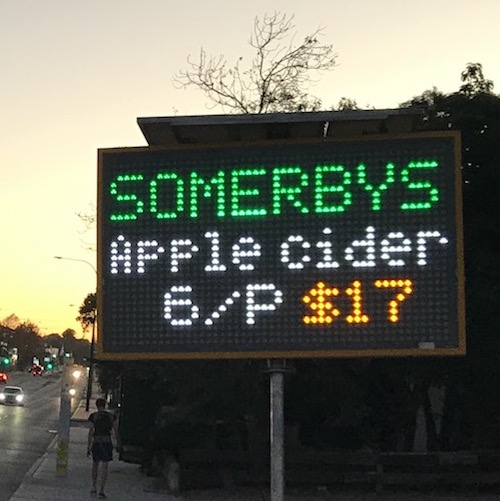 SOMERBYS
Apple cider
6/P $17